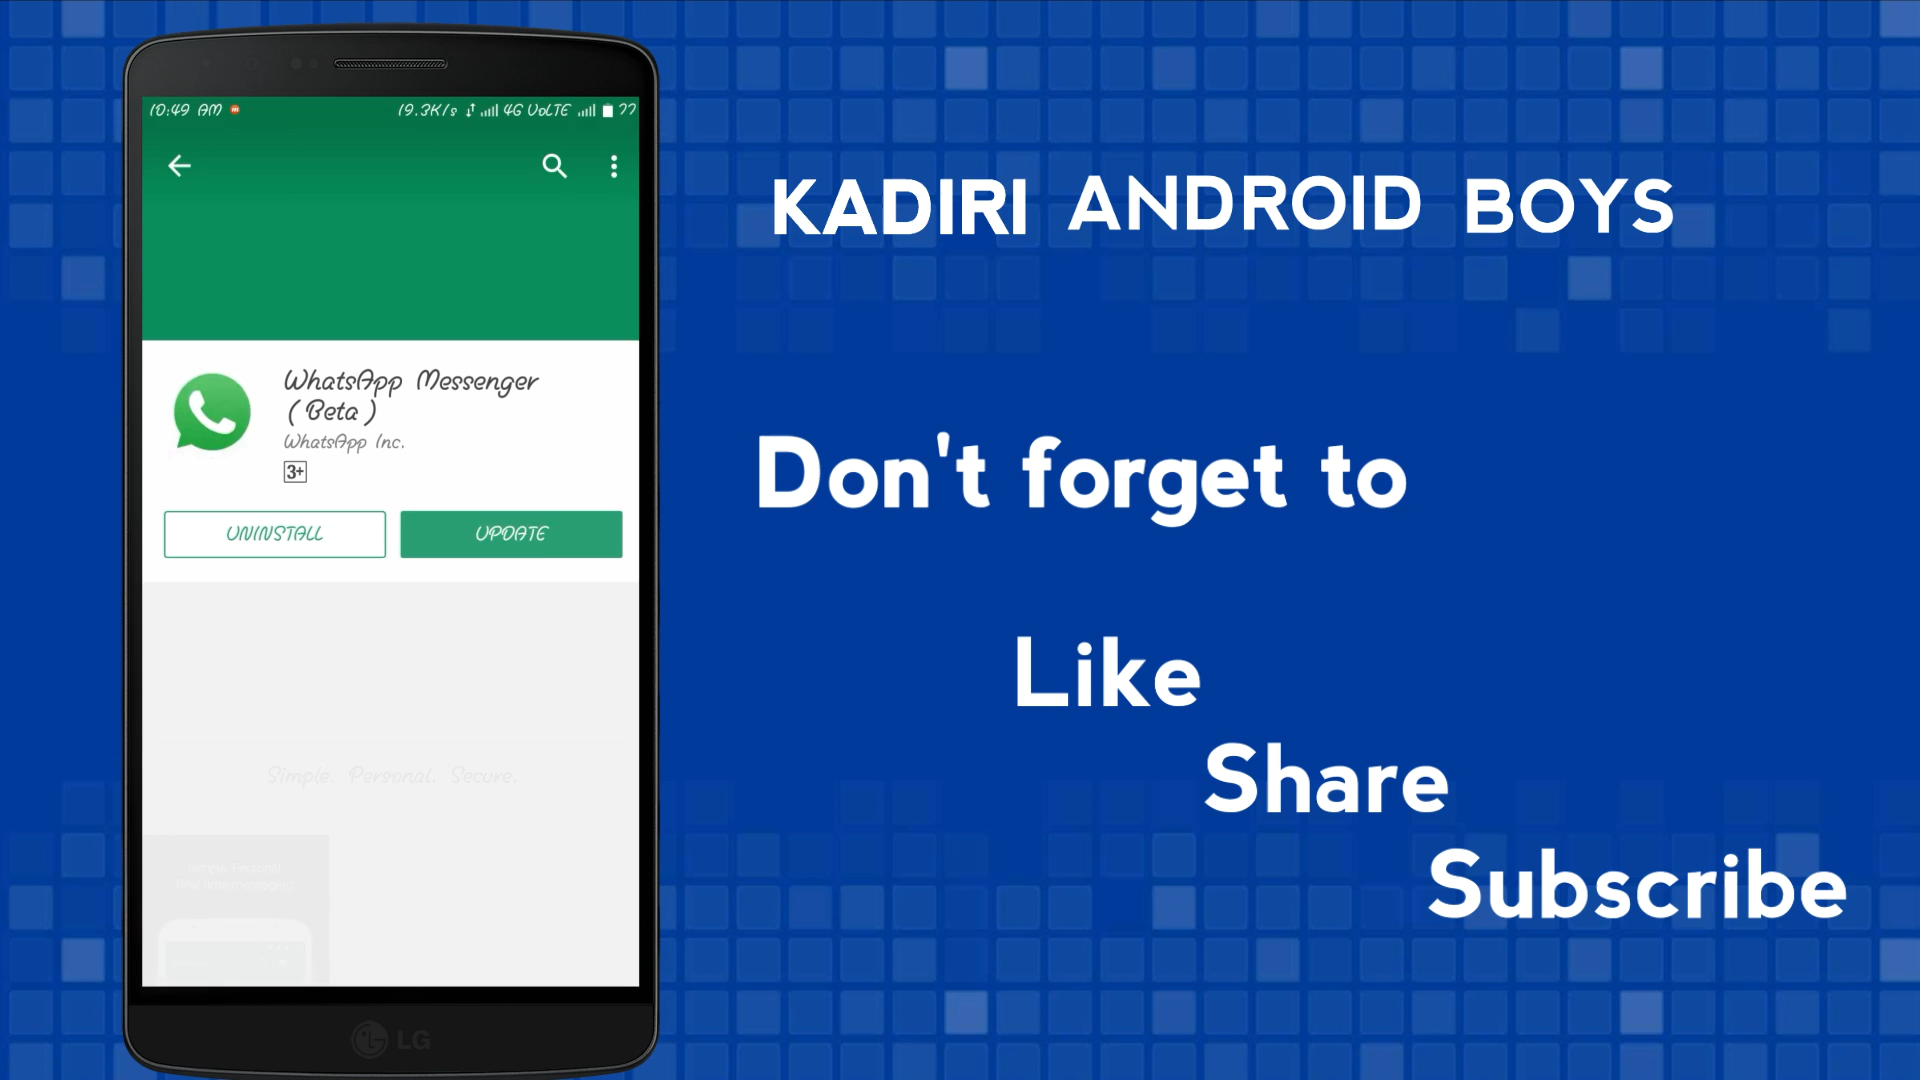 10:49 AM
19.3K/s 4G VoLTE 77
WhatsApp Messenger
(Beta)
WhatsApp Inc.
3+
UNINSTALL
UPDATE
Simple. Personal. Secure.
LG
KADIRI ANDROID BOYS
Don't forget to
Like
Share
Subscribe